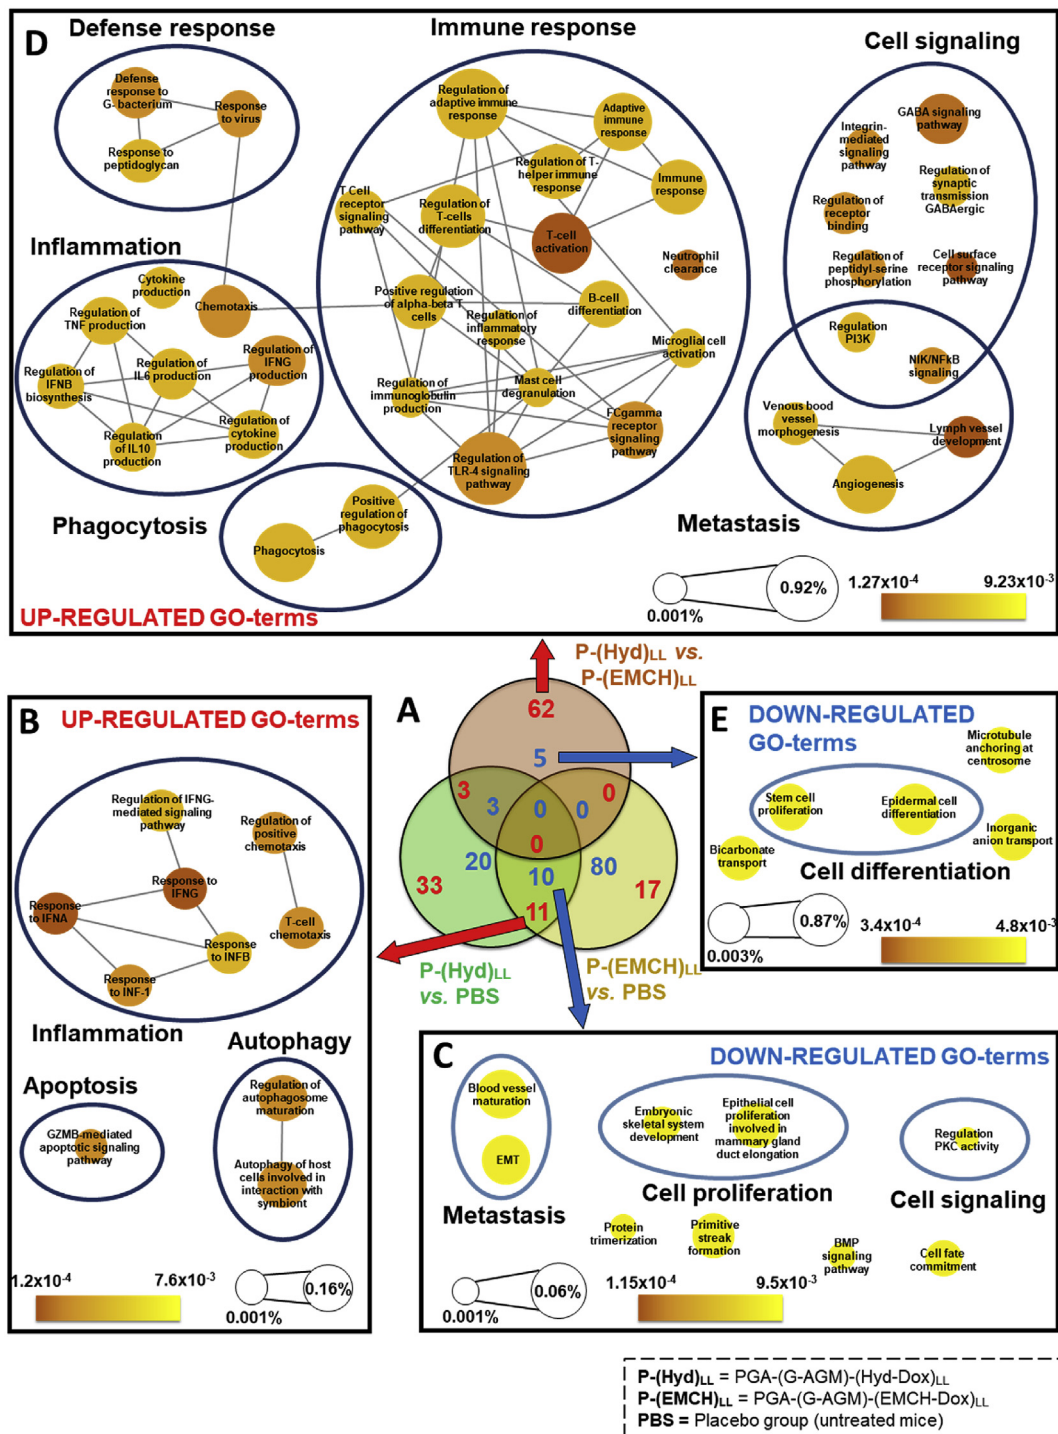 D
Defense response
Immune response
Cell signaling
Defense
response to
G- bacterium
Response
to virus
Response to
peptidoglycan
Regulation of
adaptive immune
response
Adaptive
immune
response
Regulation of T-
helper immune
response
Immune
response
T Cell
receptor
signaling
pathway
Regulation of
T-cells
differentiation
T-cell
activation
Neutrophil
clearance
Positive regulation
of alpha-beta T
cells
B-cell
differentiation
Regulation of
inflammatory
response
Microglial cell
activation
Regulation of
immunoglobulin
production
Mast cell
degranulation
FCgamma
receptor
signaling
pathway
Regulation of
TLR-4 signaling
pathway
GABA signaling
pathway
Integrin-
mediated
signaling
pathway
Regulation of
synaptic
transmission
GABAergic
Regulation of
receptor
binding
Regulation of
peptidyl-serine
phosphorylation
Cell surface
receptor signaling
pathway
Regulation
PI3K
NIK/NFkB
signaling
Venous bood
vessel
morphogenesis
Lymph vessel
development
Angiogenesis
Metastasis
Inflammation
Cytokine
production
Chemotaxis
Regulation of
TNF production
Regulation of
IFNG
production
Regulation of
IL6 production
Regulation of
IFNB
biosynthesis
Regulation
of IL10
production
Regulation of
cytokine
production
Phagocytosis
Positive
regulation of
phagocytosis
Phagocytosis
UP-REGULATED GO-terms
0.001%
0.92%
1.27x10-4
9.23x10-3
A
P-(Hyd)LL vs.
P-(EMCH)LL
62
5
3
3
0
0
0
0
20
33
10
11
80
17
P-(Hyd)LL
vs. PBS
P-(EMCH)LL
vs. PBS
B
UP-REGULATED GO-terms
Regulation of IFNG-
mediated signaling
pathway
Regulation of
positive
chemotaxis
Response to
IFNG
Response
to IFNA
T-cell
chemotaxis
Response
to INFB
Response
to INF-1
Inflammation
Autophagy
Regulation of
autophagosome
maturation
Autophagy of host
cells involved in
interaction with
symbiont
Apoptosis
GZMB-mediated
apoptotic signaling
pathway
1.2x10-4
7.6x10-3
0.001%
0.16%
E
DOWN-REGULATED
GO-terms
Microtubule
anchoring at
centrosome
Stem cell
proliferation
Epidermal cell
differentiation
Inorganic
anion transport
Bicarbonate
transport
Cell differentiation
0.003%
0.87%
3.4x10-4
4.8x10-3
C
DOWN-REGULATED GO-terms
Blood vessel
maturation
EMT
Metastasis
Embryonic
skeletal system
development
Epithelial cell
proliferation
involved in
mammary gland
duct elongation
Cell proliferation
Regulation
PKC activity
Cell signaling
Protein
trimerization
Primitive
streak
formation
BMP
signaling
pathway
Cell fate
commitment
0.001%
0.06%
1.15x10-4
9.5x10-3
P-(Hyd)LL = PGA-(G-AGM)-(Hyd-Dox)LL
P-(EMCH)LL = PGA-(G-AGM)-(EMCH-Dox)LL
PBS = Placebo group (untreated mice)